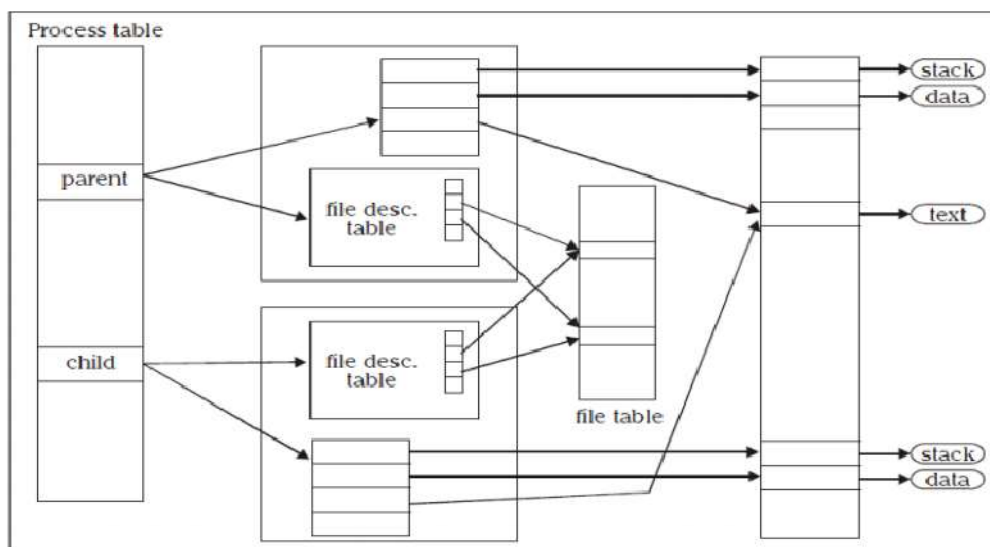 Process table
stack
data
parent
file desc.
table
text
child
file desc.
table
file table
stack
data